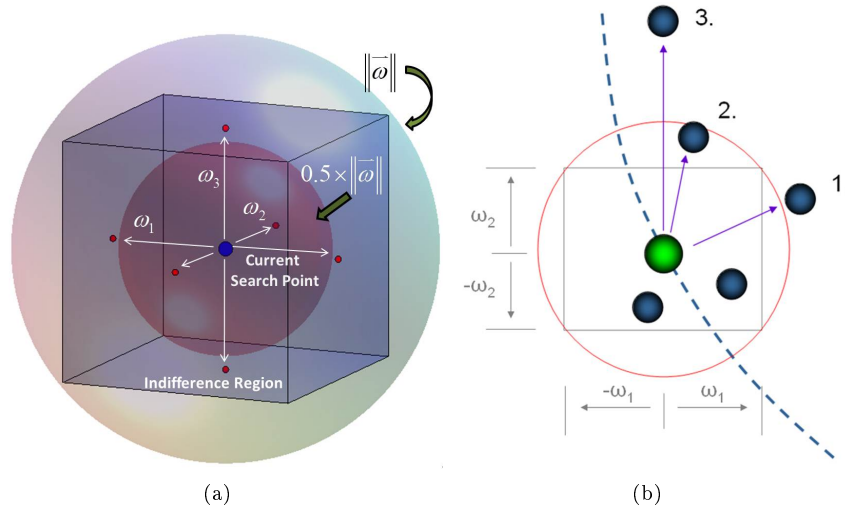 ‖ω⃗‖
0.5×‖ω⃗‖
ω₃
ω₂
ω₁
Current
Search Point
Indifference Region
(a)
3.
2.
1
ω₂
-ω₂
-ω₁
ω₁
(b)